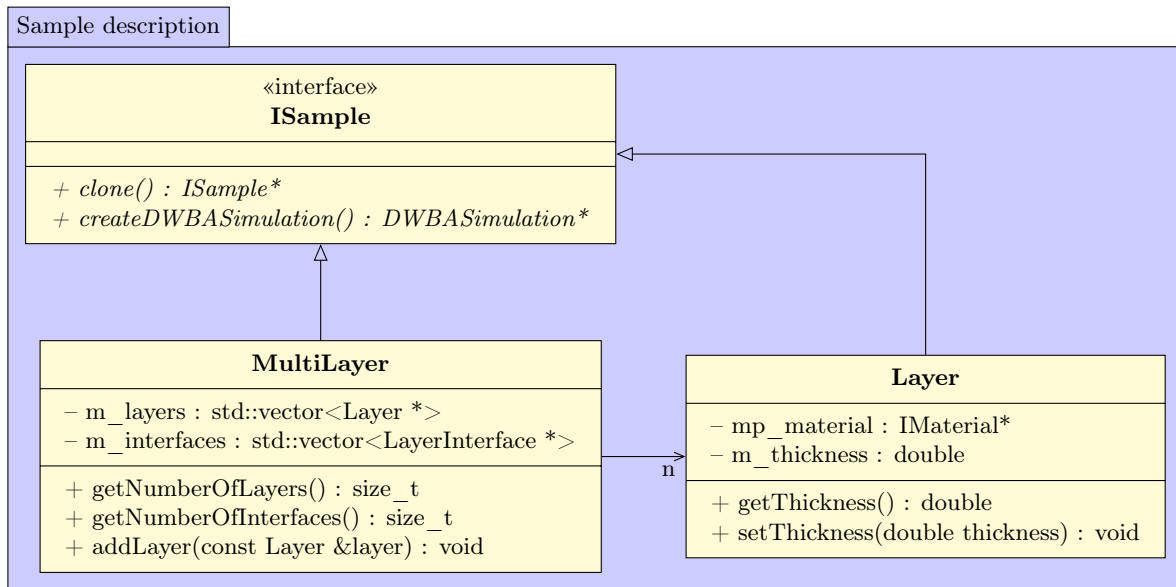 Sample description
«interface»
ISample
+ clone() : ISample*
+ createDWBASimulation() : DWBASimulation*
MultiLayer
– m_layers : std::vector<Layer *>
– m_interfaces : std::vector<LayerInterface *>
+ getNumberOfLayers() : size_t
+ getNumberOfInterfaces() : size_t
+ addLayer(const Layer &layer) : void
n
Layer
– mp_material : IMaterial*
– m_thickness : double
+ getThickness() : double
+ setThickness(double thickness) : void